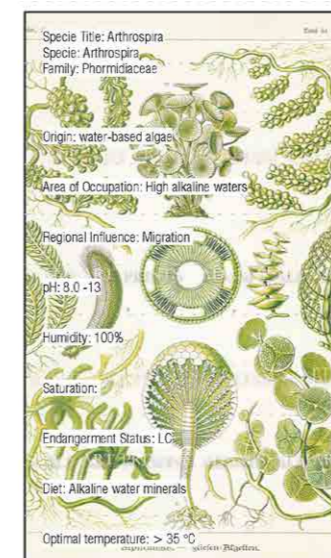 Specie Title: Arthrospira
Specie: Arthrospira
Family: Phormidiaceae
Origin: water-based algae
Area of Occupation: High alkaline waters
Regional Influence: Migration
pH: 8.0 -13
Humidity: 100%
Saturation:
Endangerment Status: LC
Diet: Alkaline water minerals
Optimal temperature: > 35 °C